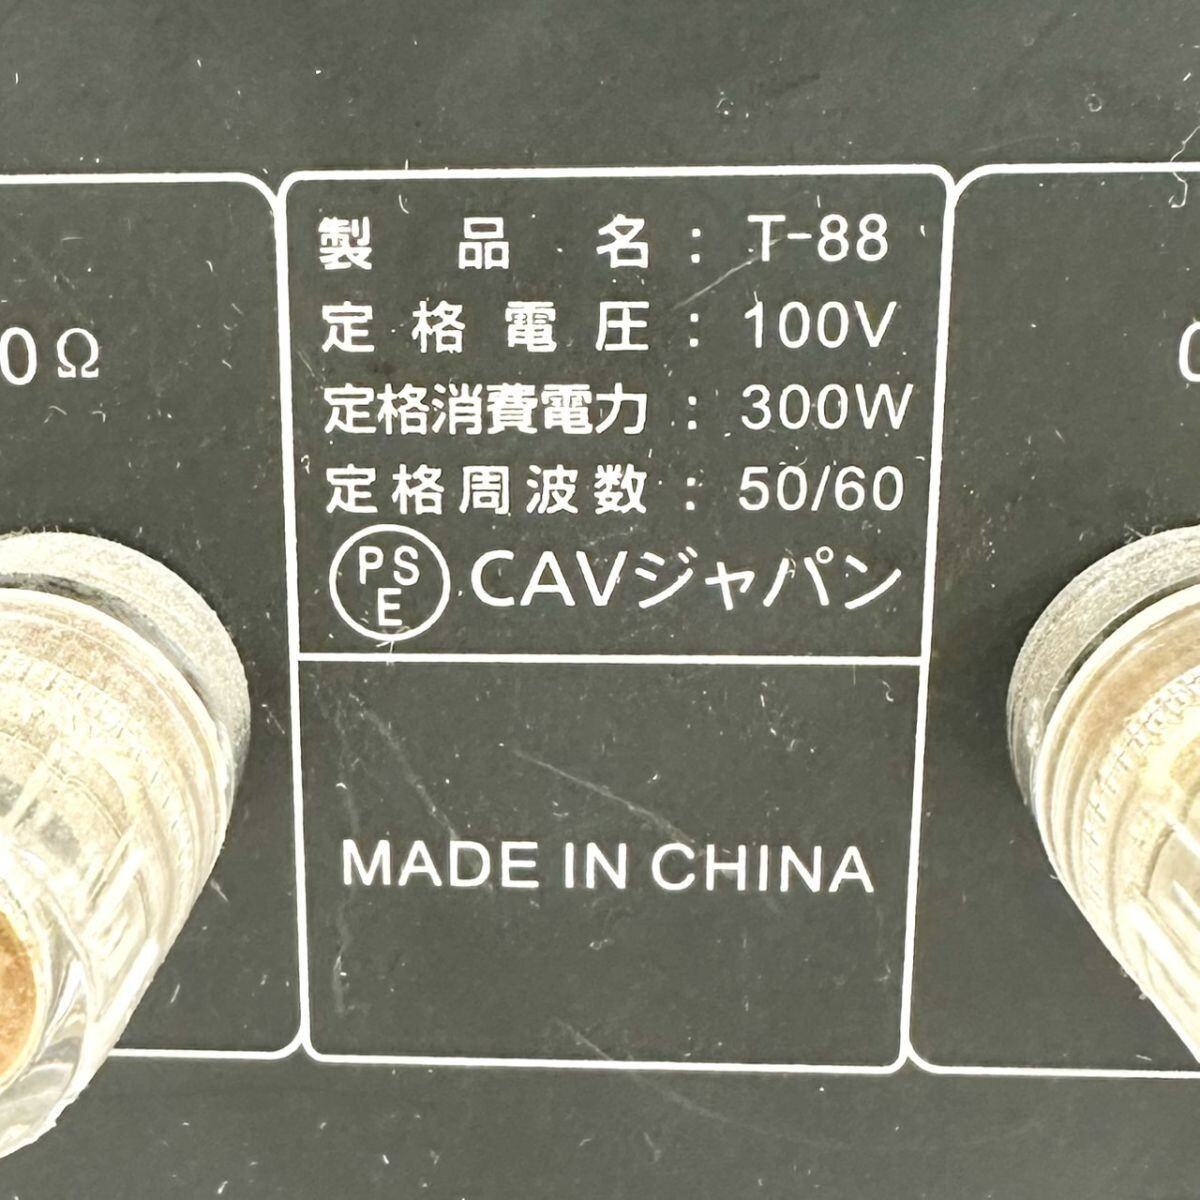 製品名：T-88
定格電圧：100V
定格消費電力：300W
定格周波数：50/60
PSE CAVジャパン
MADE IN CHINA
0Ω